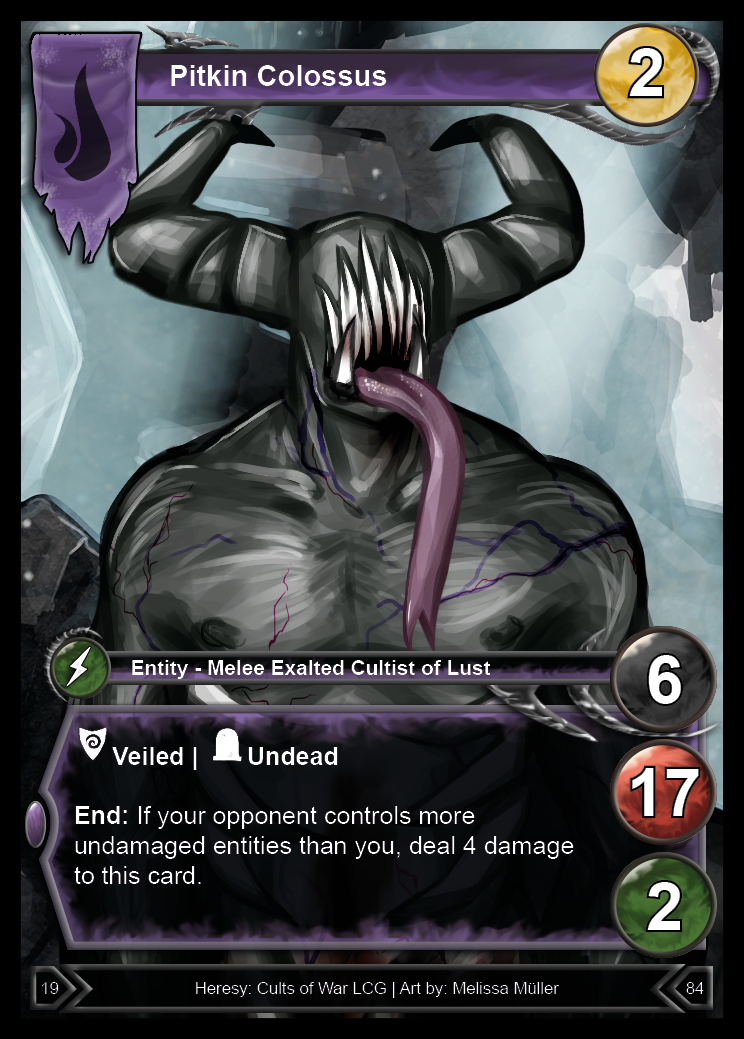 Pitkin Colossus
2
Entity - Melee Exalted Cultist of Lust
6
Veiled | Undead
17
End: If your opponent controls more
undamaged entities than you, deal 4 damage
to this card.
2
19
Heresy: Cults of War LCG | Art by: Melissa Müller
84